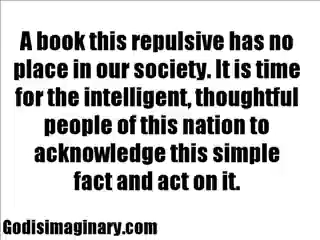 A book this repulsive has no
place in our society. It is time
for the intelligent, thoughtful
people of this nation to
acknowledge this simple
fact and act on it.
Godisimaginary.com